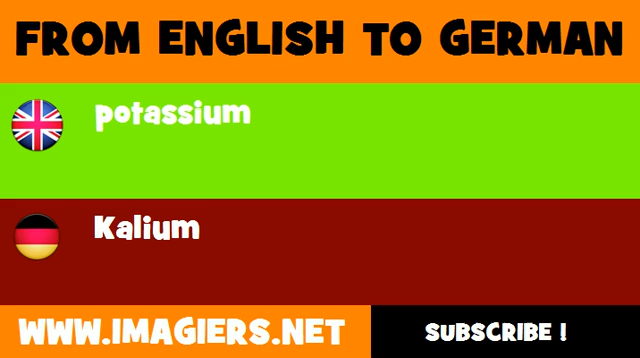 FROM ENGLISH TO GERMAN
potassium
Kalium
WWW.IMAGIERS.NET
SUBSCRIBE !